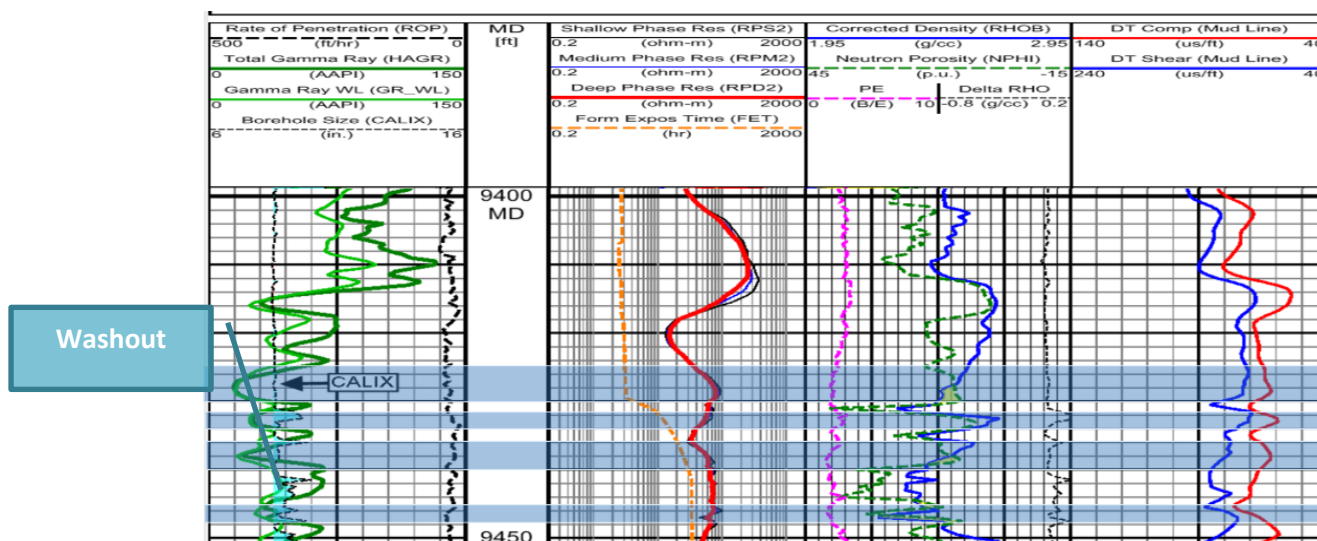 Rate of Penetration (ROP)
500 (ft/hr) 0
Total Gamma Ray (HAGR)
0 (AAPI) 150
Gamma Ray WL (GR_WL)
0 (AAPI) 150
Borehole Size (CALIX)
6 (in.) 16
MD
[ft]
Shallow Phase Res (RPS2)
0.2 (ohm-m) 2000
Medium Phase Res (RPM2)
0.2 (ohm-m) 2000
Deep Phase Res (RPD2)
0.2 (ohm-m) 2000
Form Expos Time (FET)
0.2 (hr) 2000
Corrected Density (RHOB)
1.95 (g/cc) 2.95
Neutron Porosity (NPHI)
45 (p.u.) -15
PE Delta RHO
0 (B/E) 10 -0.8 (g/cc) 0.2
DT Comp (Mud Line)
140 (us/ft) 40
DT Shear (Mud Line)
240 (us/ft) 40
9400
MD
Washout
CALIX
9450